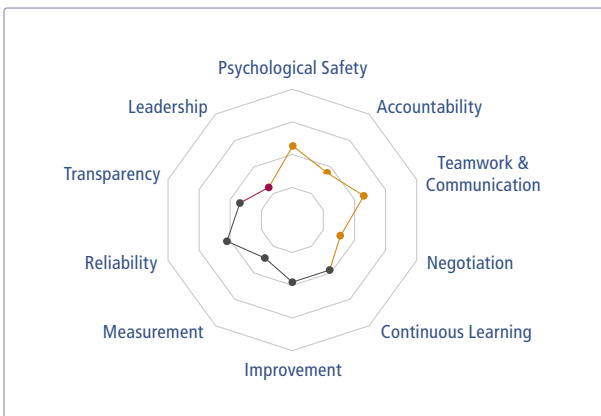 Psychological Safety
Leadership
Accountability
Transparency
Teamwork &
Communication
Reliability
Negotiation
Measurement
Continuous Learning
Improvement